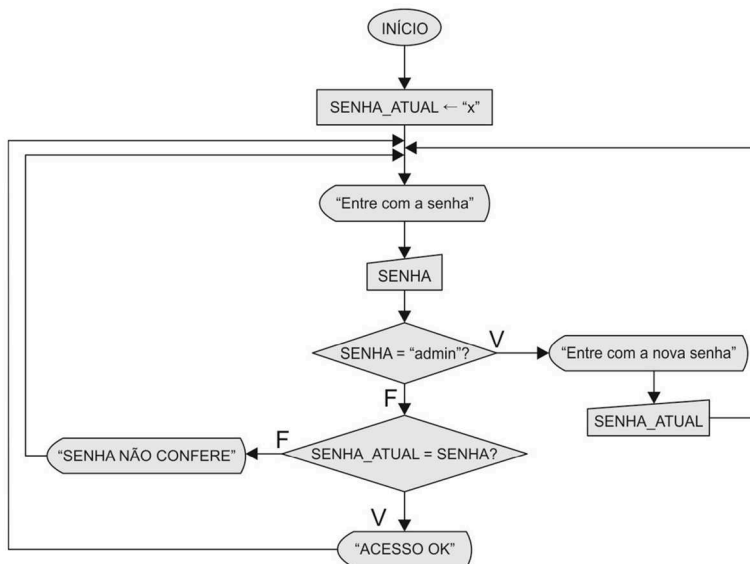 INÍCIO
SENHA_ATUAL ← “x”
“Entre com a senha”
SENHA
SENHA = “admin”?
V
“Entre com a nova senha”
F
SENHA_ATUAL
“SENHA NÃO CONFERE”
F
SENHA_ATUAL = SENHA?
V
“ACESSO OK”